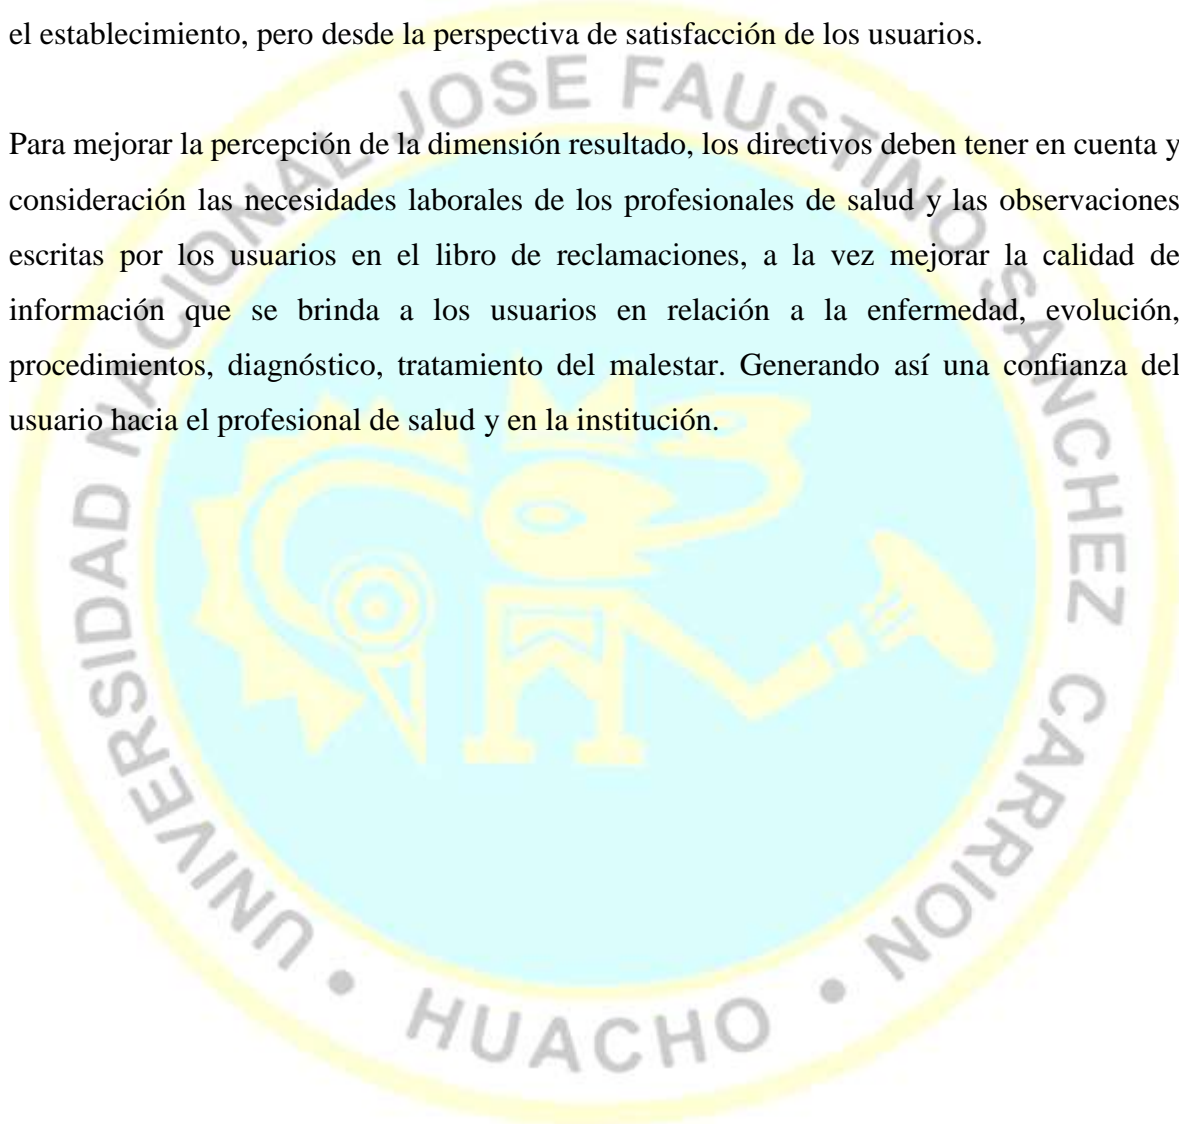 el establecimiento, pero desde la perspectiva de satisfacción de los usuarios.
Para mejorar la percepción de la dimensión resultado, los directivos deben tener en cuenta y
consideración las necesidades laborales de los profesionales de salud y las observaciones
escritas por los usuarios en el libro de reclamaciones, a la vez mejorar la calidad de
información que se brinda a los usuarios en relación a la enfermedad, evolución,
procedimientos, diagnóstico, tratamiento del malestar. Generando así una confianza del
usuario hacia el profesional de salud y en la institución.
UNIVERSIDAD NACIONAL JOSE FAUSTINO SANCHEZ CARRION • HUACHO •